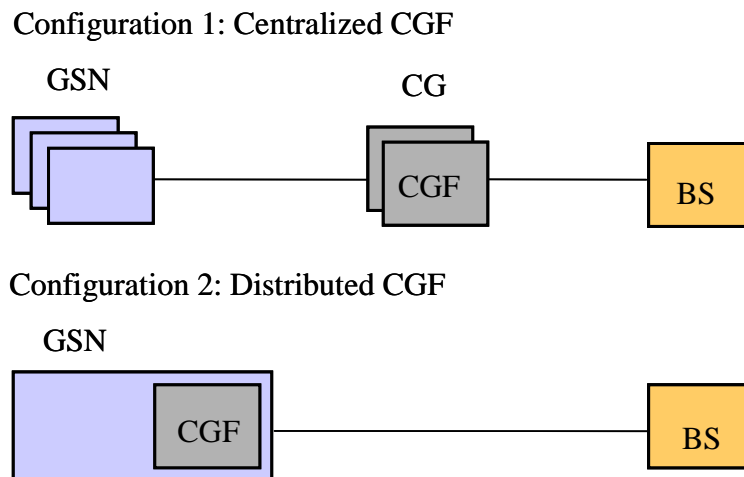 Configuration 1: Centralized CGF
GSN
CG
CGF
BS
Configuration 2: Distributed CGF
GSN
CGF
BS